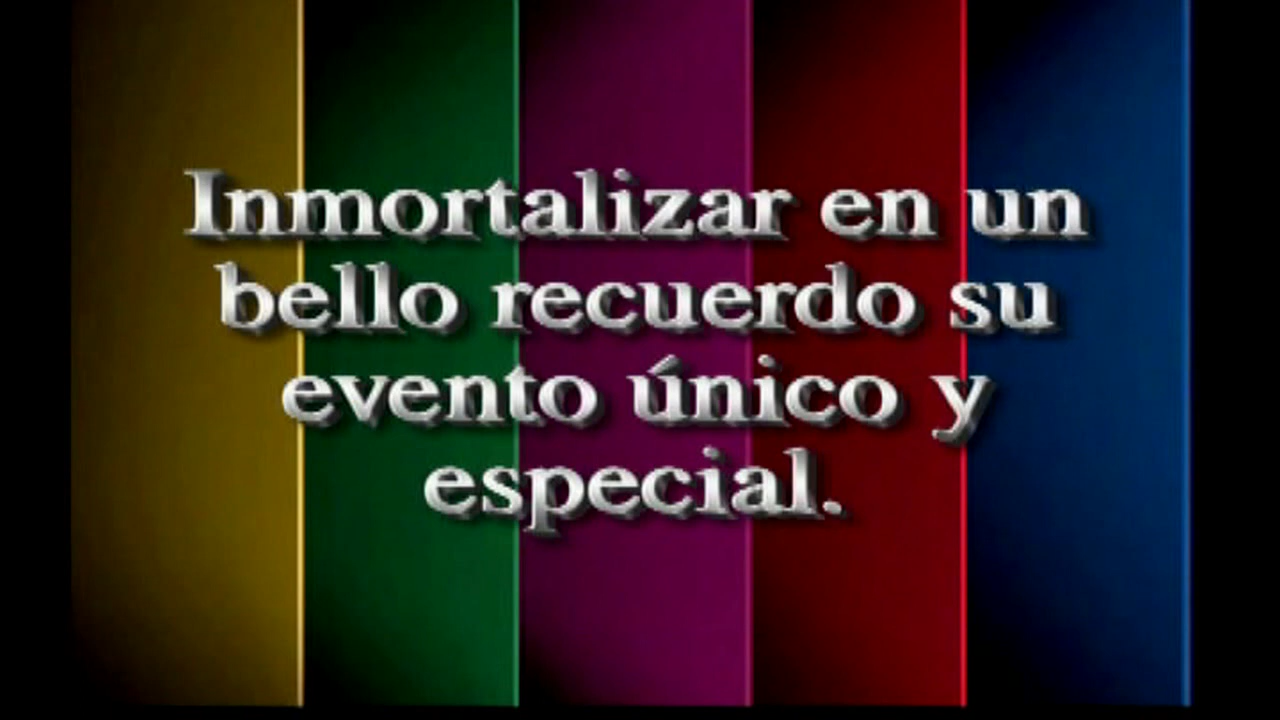 Inmortalizar en un
bello recuerdo su
evento único y
especial.